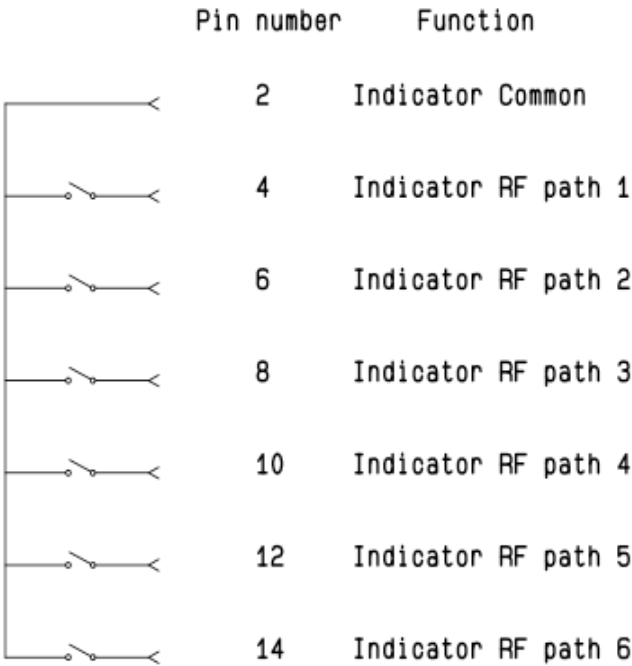 Pin number Function
2 Indicator Common
4 Indicator RF path 1
6 Indicator RF path 2
8 Indicator RF path 3
10 Indicator RF path 4
12 Indicator RF path 5
14 Indicator RF path 6